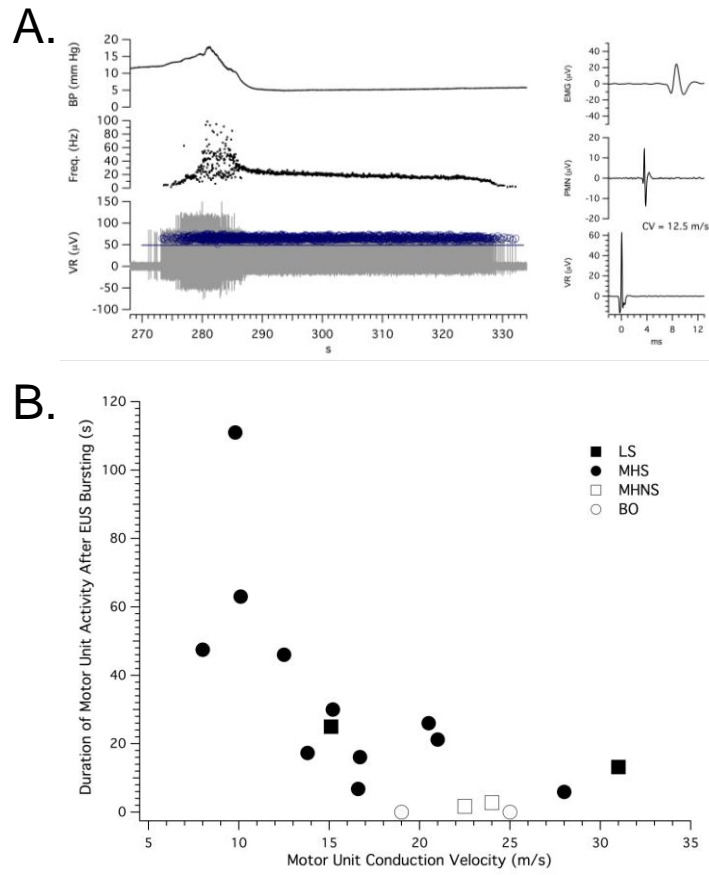 A.
BP (mm Hg)
20
15
10
5
0
Freq. (Hz)
100
80
60
40
20
0
VR (μV)
150
100
50
0
-50
-100
270 280 290 300 310 320 330
s
EMG (μV)
40
20
0
-20
-40
PMN (μV)
20
10
0
-10
-20
CV = 12.5 m/s
VR (μV)
60
40
20
0
0 4 8 12
ms
B.
Duration of Motor Unit Activity After EUS Bursting (s)
120
100
80
60
40
20
0
LS
MHS
MHNS
BO
5 10 15 20 25 30 35
Motor Unit Conduction Velocity (m/s)